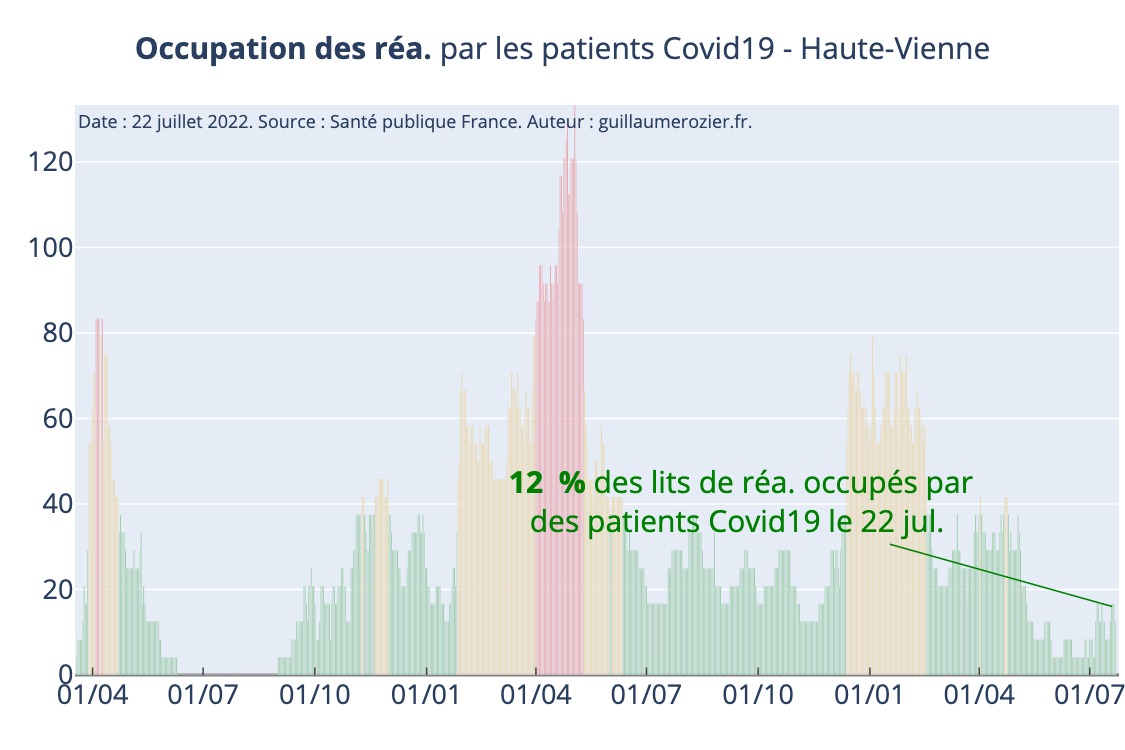 Occupation des réa. par les patients Covid19 - Haute-Vienne
Date : 22 juillet 2022. Source : Santé publique France. Auteur : guillaumerozier.fr.
120
100
80
60
40
20
0
12 % des lits de réa. occupés par
des patients Covid19 le 22 jul.
01/04 01/07 01/10 01/01 01/04 01/07 01/10 01/01 01/04 01/07